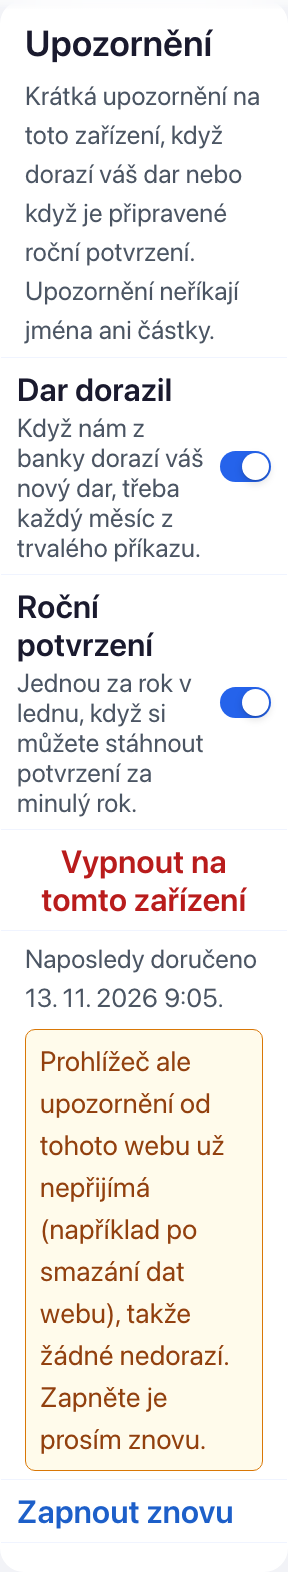 Upozornění
Krátká upozornění na
toto zařízení, když
dorazí váš dar nebo
když je připravené
roční potvrzení.
Upozornění neříkají
jména ani částky.
Dar dorazil
Když nám z
banky dorazí váš
nový dar, třeba
každý měsíc z
trvalého příkazu.
Roční
potvrzení
Jednou za rok v
lednu, když si
můžete stáhnout
potvrzení za
minulý rok.
Vypnout na
tomto zařízení
Naposledy doručeno
13. 11. 2026 9:05.
Prohlížeč ale
upozornění od
tohoto webu už
nepřijímá
(například po
smazání dat
webu), takže
žádné nedorazí.
Zapněte je
prosím znovu.
Zapnout znovu